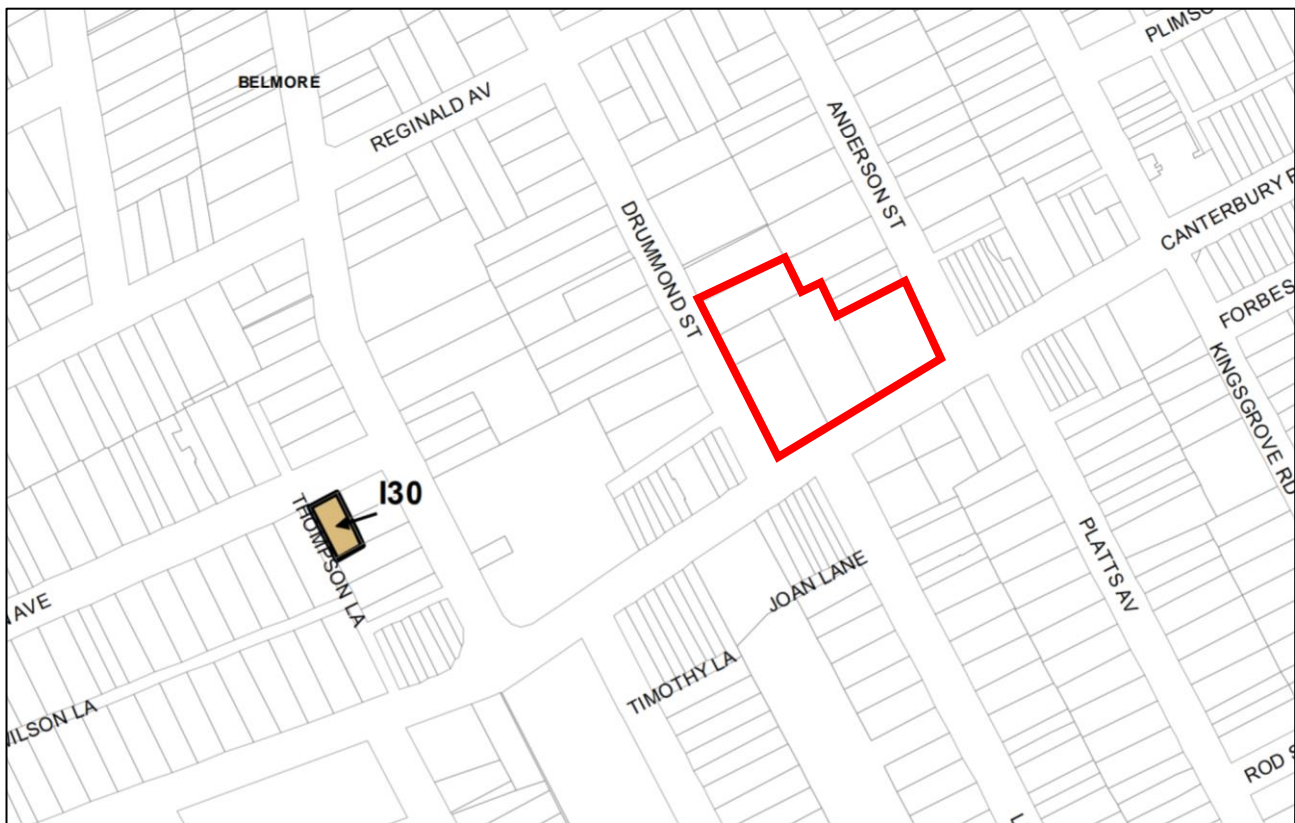 PLIMSO
BELMORE
REGINALD AV
ANDERSON ST
CANTERBURY R
DRUMMOND ST
FORBES
KINGSGROVE RD
I30
THOMPSON LA
PLATTS AV
JOAN LANE
AVE
TIMOTHY LA
WILSON LA
ROD S
L